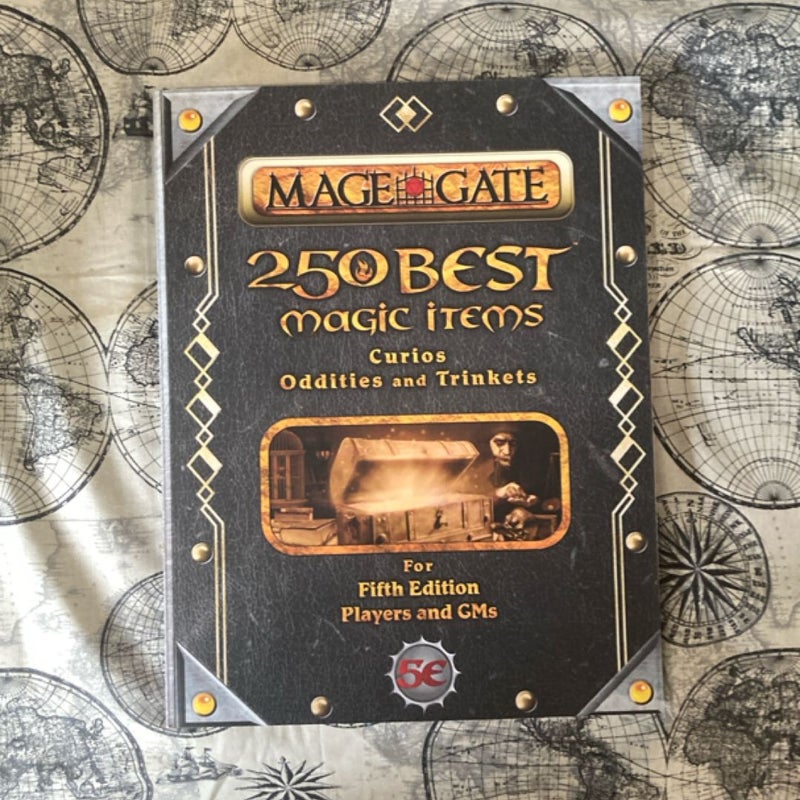 MAGE GATE
250 BEST
magic items
Curios
Oddities and Trinkets
For
Fifth Edition
Players and GMs
5E